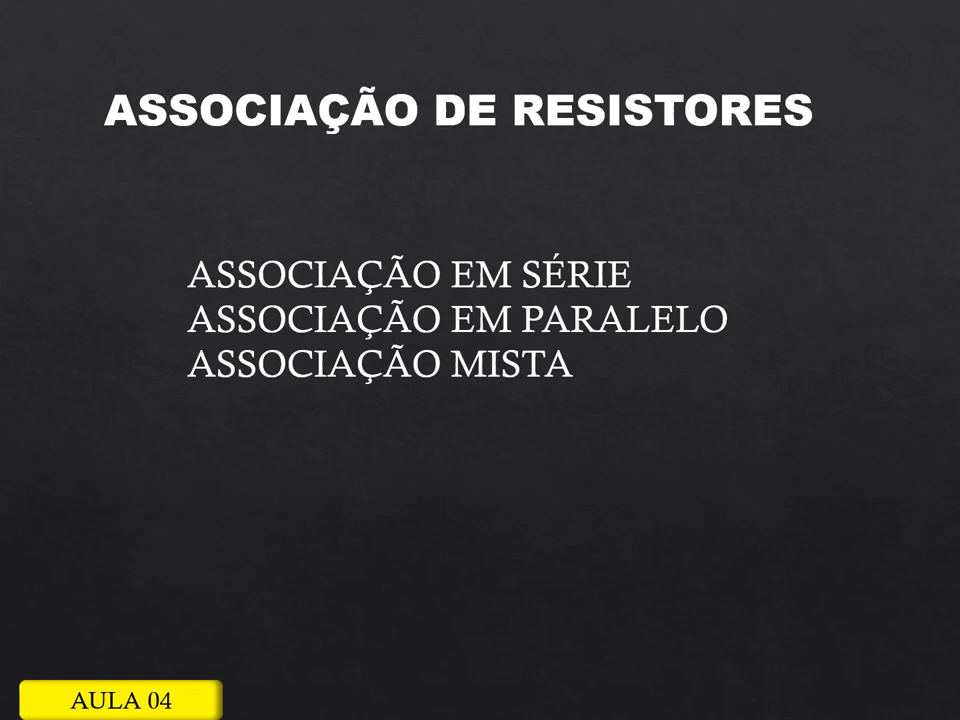 ASSOCIAÇÃO DE RESISTORES
ASSOCIAÇÃO EM SÉRIE
ASSOCIAÇÃO EM PARALELO
ASSOCIAÇÃO MISTA
AULA 04